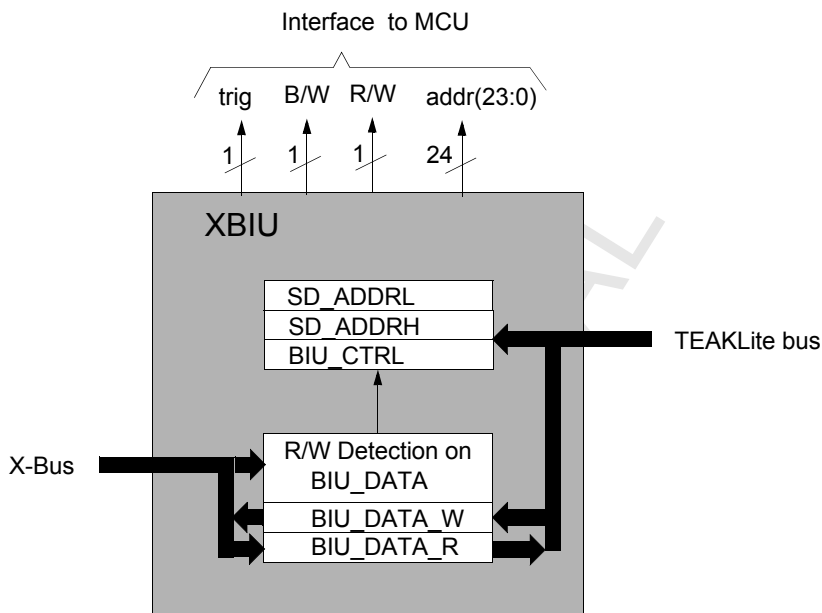 Interface to MCU
trig B/W R/W addr(23:0)
1 1 1 24
XBIU
SD_ADDRL
SD_ADDRH
BIU_CTRL
TEAKLite bus
R/W Detection on
BIU_DATA
X-Bus
BIU_DATA_W
BIU_DATA_R